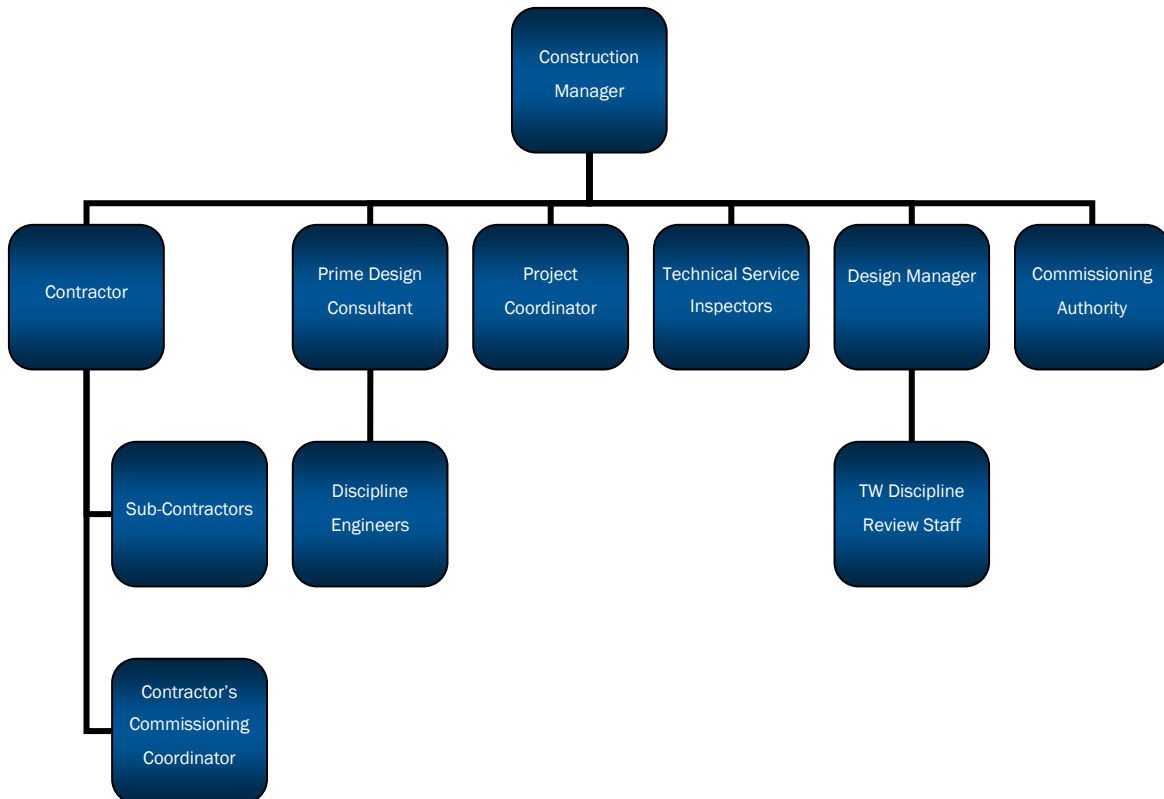 Construction
Manager
Contractor
Prime Design
Consultant
Project
Coordinator
Technical Service
Inspectors
Design Manager
Commissioning
Authority
Sub-Contractors
Discipline
Engineers
TW Discipline
Review Staff
Contractor’s
Commissioning
Coordinator